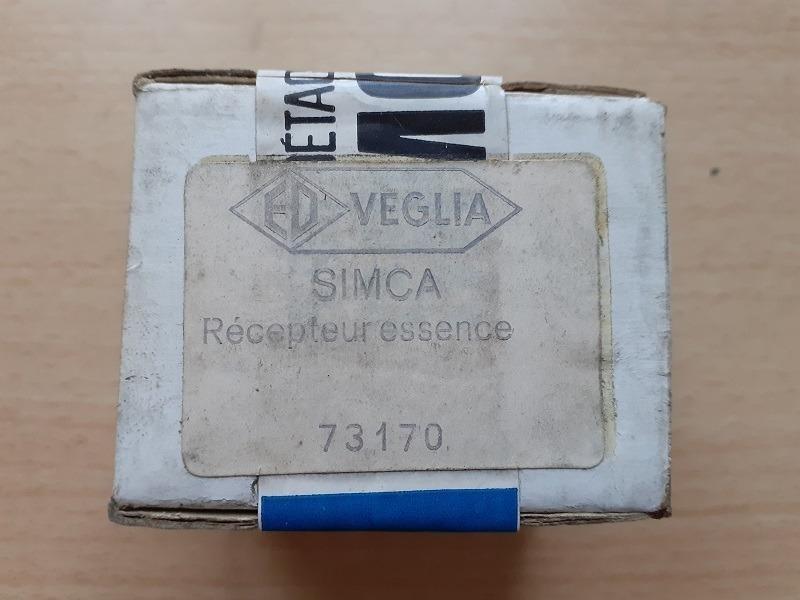 ED VEGLIA
SIMCA
Récepteur essence
73170